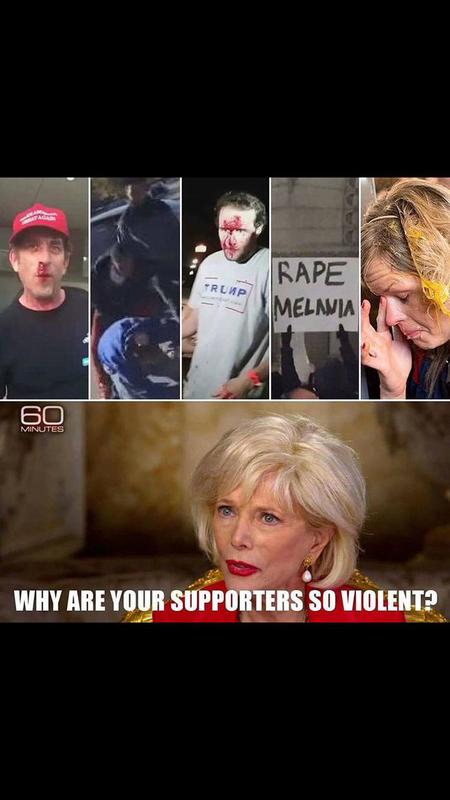 TRUMP
RAPE
MELANIA
60
MINUTES
WHY ARE YOUR SUPPORTERS SO VIOLENT?